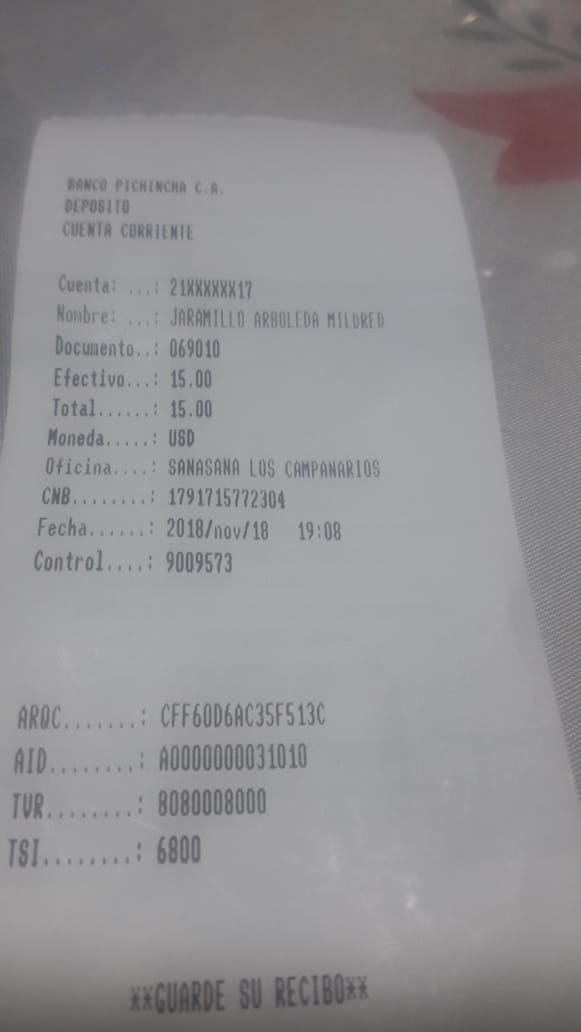 BANCO PICHINCHA C.A.
DEPOSITO
CUENTA CORRIENTE
Cuenta: ...: 21XXXXXX17
Nombre: ...: JARAMILLO ARBOLEDA MILDRED
Documento..: 069010
Efectivo...: 15.00
Total......: 15.00
Moneda.....: USD
Oficina....: SANASANA LOS CAMPANARIOS
CNB........: 1791715772304
Fecha......: 2018/nov/18 19:08
Control....: 9009573
ARQC.......: CFF60D6AC35F513C
AID........: A0000000031010
TVR........: 8080008000
TSI........: 6800
**GUARDE SU RECIBO**